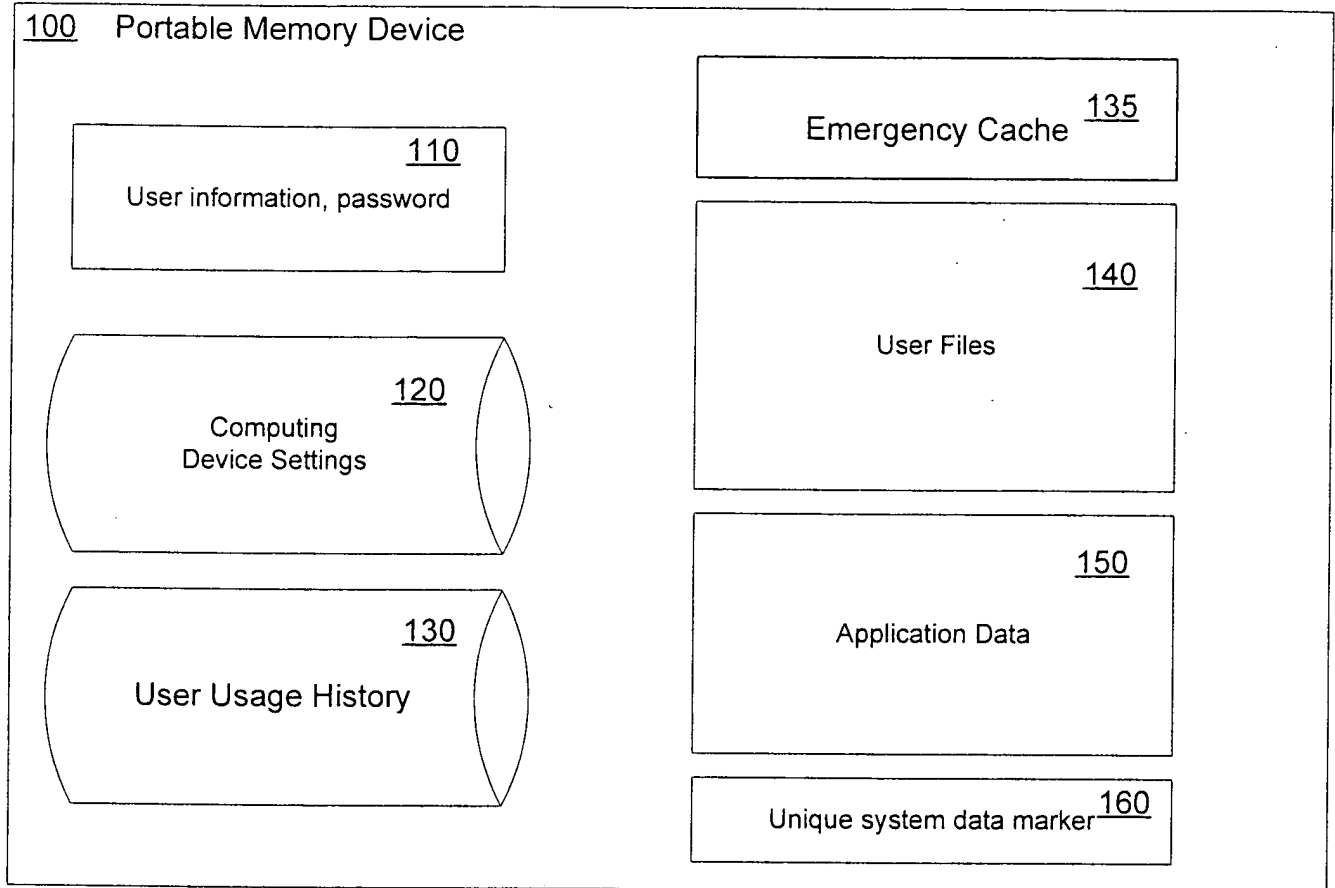 100 Portable Memory Device
110
User information, password
120
Computing
Device Settings
130
User Usage History
135
Emergency Cache
140
User Files
150
Application Data
160
Unique system data marker